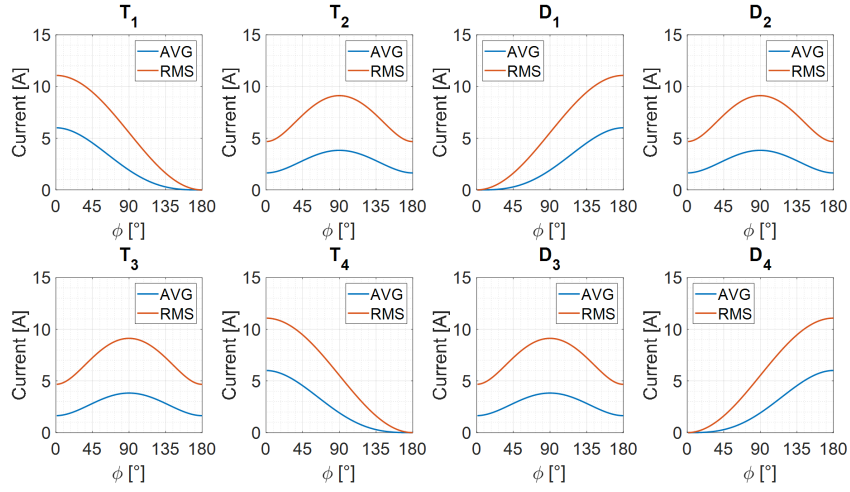 T1 T2 D1 D2
15 AVG RMS 15 AVG RMS 15 AVG RMS 15 AVG RMS
10 10 10 10
Current [A] Current [A] Current [A] Current [A]
5 5 5 5
0 0 0 0
0 45 90 135 180 0 45 90 135 180 0 45 90 135 180 0 45 90 135 180
ϕ [°] ϕ [°] ϕ [°] ϕ [°]
T3 T4 D3 D4
15 AVG RMS 15 AVG RMS 15 AVG RMS 15 AVG RMS
10 10 10 10
Current [A] Current [A] Current [A] Current [A]
5 5 5 5
0 0 0 0
0 45 90 135 180 0 45 90 135 180 0 45 90 135 180 0 45 90 135 180
ϕ [°] ϕ [°] ϕ [°] ϕ [°]